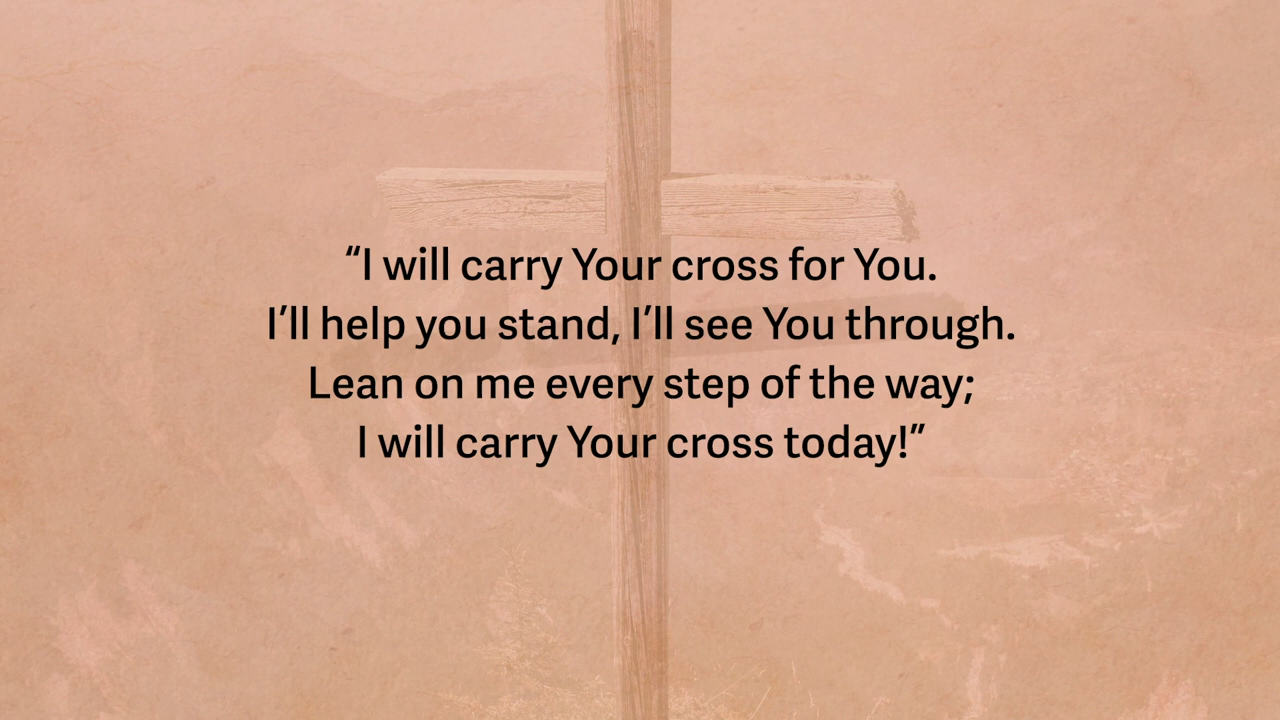 “I will carry Your cross for You.
I’ll help you stand, I’ll see You through.
Lean on me every step of the way;
I will carry Your cross today!”